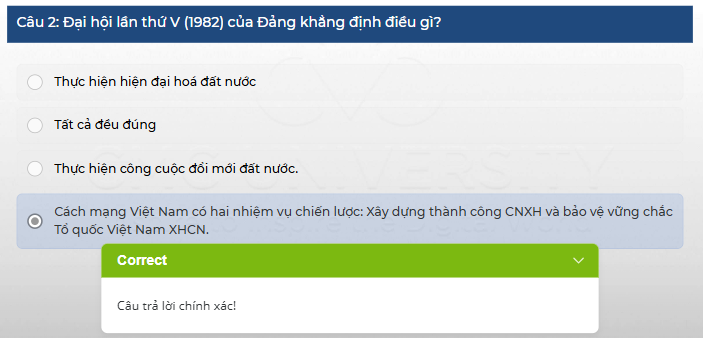 Câu 2: Đại hội lần thứ V (1982) của Đảng khẳng định điều gì?
Thực hiện hiện đại hoá đất nước
Tất cả đều đúng
Thực hiện công cuộc đổi mới đất nước.
Cách mạng Việt Nam có hai nhiệm vụ chiến lược: Xây dựng thành công CNXH và bảo vệ vững chắc
Tổ quốc Việt Nam XHCN.
Correct
Câu trả lời chính xác!